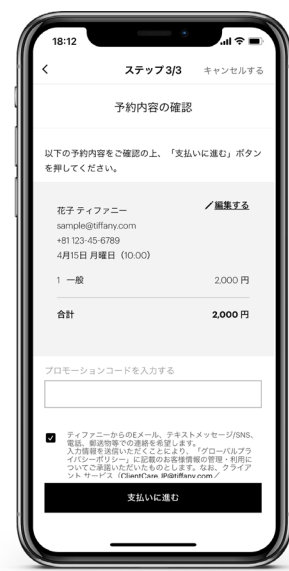 18:12
ステップ 3/3 キャンセルする
予約内容の確認
以下の予約内容をご確認の上、「支払いに進む」ボタン
を押してください。
花子 ティファニー 編集する
sample@tiffany.com
+81 123-45-6789
4月15日 月曜日（10:00）
1 一般 2,000 円
合計 2,000 円
プロモーションコードを入力する
ティファニーからのEメール、テキストメッセージ/SNS、
電話、郵送物等での連絡を希望します。
入力情報を送信いただくことにより、「グローバルプラ
イバシーポリシー」に記載のお客様情報の管理・利用に
ついてご承諾いただいたものとします。なお、クライア
ント サービス（ClientCare.JP@tiffany.com／
支払いに進む